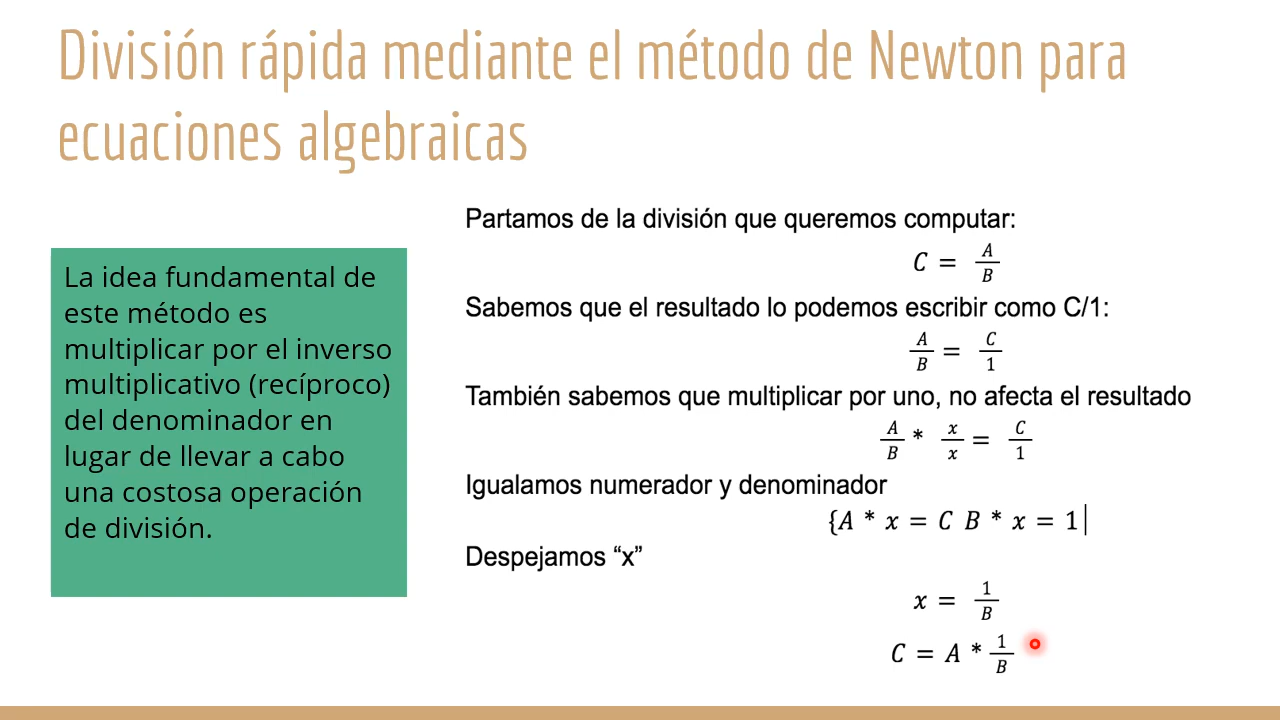 División rápida mediante el método de Newton para
ecuaciones algebraicas
La idea fundamental de
este método es
multiplicar por el inverso
multiplicativo (recíproco)
del denominador en
lugar de llevar a cabo
una costosa operación
de división.
Partamos de la división que queremos computar:
C = A/B
Sabemos que el resultado lo podemos escribir como C/1:
A/B = C/1
También sabemos que multiplicar por uno, no afecta el resultado
A/B * x/x = C/1
Igualamos numerador y denominador
{A * x = C B * x = 1
Despejamos “x”
x = 1/B
C = A * 1/B